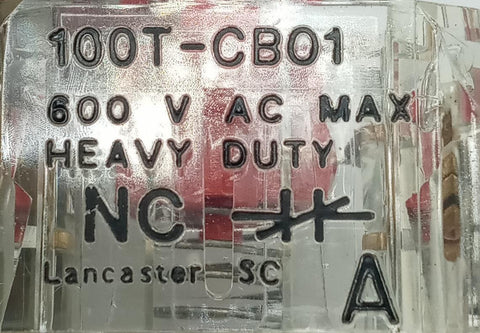 100T-CB01
600 V AC MAX
HEAVY DUTY
NC
Lancaster SC
A